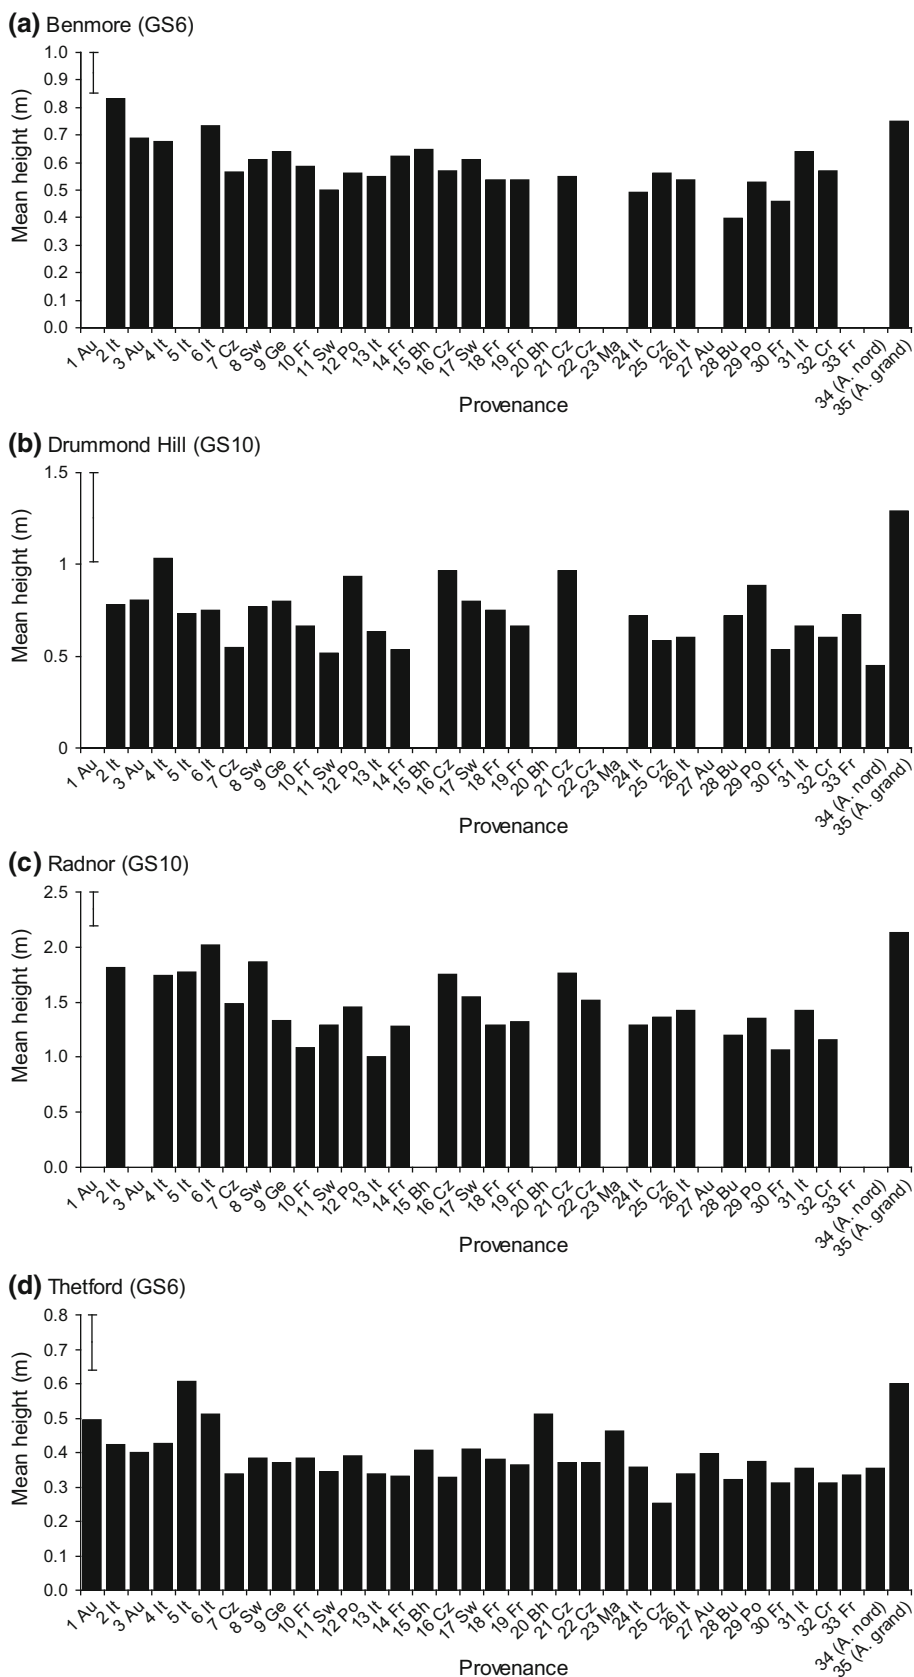 (a) Benmore (GS6)
1.0
0.9
0.8
0.7
0.6
0.5
0.4
0.3
0.2
0.1
0.0
Mean height (m)
1 Au
2 It
3 Au
4 It
5 It
6 It
7 Cz
8 Sw
9 Ge
10 Fr
11 Sw
12 Po
13 It
14 Fr
15 Bh
16 Cz
17 Sw
18 Fr
19 Fr
20 Bh
21 Cz
22 Cz
23 Ma
24 It
25 Cz
26 It
27 Au
28 Bu
29 Po
30 Fr
31 It
32 Cr
33 Fr
34 (A. nord)
35 (A. grand)
Provenance
(b) Drummond Hill (GS10)
1.5
1
0.5
0
Mean height (m)
1 Au
2 It
3 Au
4 It
5 It
6 It
7 Cz
8 Sw
9 Ge
10 Fr
11 Sw
12 Po
13 It
14 Fr
15 Bh
16 Cz
17 Sw
18 Fr
19 Fr
20 Bh
21 Cz
22 Cz
23 Ma
24 It
25 Cz
26 It
27 Au
28 Bu
29 Po
30 Fr
31 It
32 Cr
33 Fr
34 (A. nord)
35 (A. grand)
Provenance
(c) Radnor (GS10)
2.5
2.0
1.5
1.0
0.5
0.0
Mean height (m)
1 Au
2 It
3 Au
4 It
5 It
6 It
7 Cz
8 Sw
9 Ge
10 Fr
11 Sw
12 Po
13 It
14 Fr
15 Bh
16 Cz
17 Sw
18 Fr
19 Fr
20 Bh
21 Cz
22 Cz
23 Ma
24 It
25 Cz
26 It
27 Au
28 Bu
29 Po
30 Fr
31 It
32 Cr
33 Fr
34 (A. nord)
35 (A. grand)
Provenance
(d) Thetford (GS6)
0.8
0.7
0.6
0.5
0.4
0.3
0.2
0.1
0.0
Mean height (m)
1 Au
2 It
3 Au
4 It
5 It
6 It
7 Cz
8 Sw
9 Ge
10 Fr
11 Sw
12 Po
13 It
14 Fr
15 Bh
16 Cz
17 Sw
18 Fr
19 Fr
20 Bh
21 Cz
22 Cz
23 Ma
24 It
25 Cz
26 It
27 Au
28 Bu
29 Po
30 Fr
31 It
32 Cr
33 Fr
34 (A. nord)
35 (A. grand)
Provenance